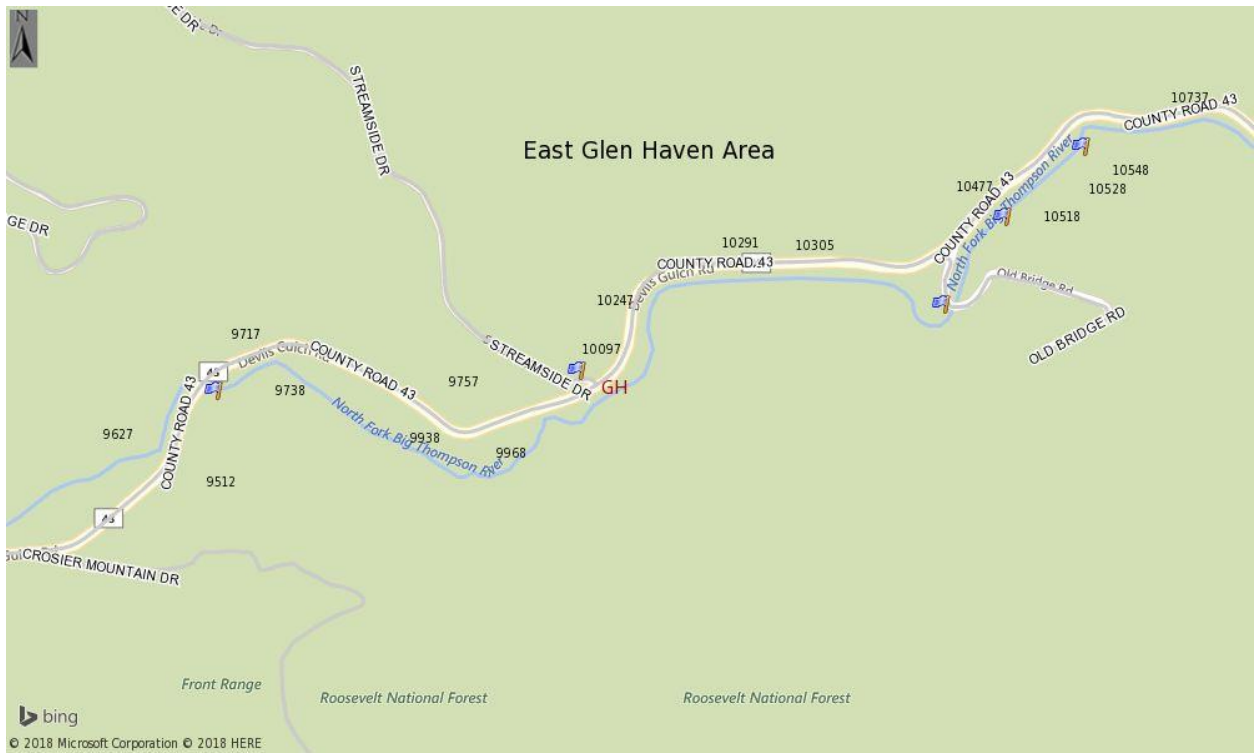 N
GE DR
Dr
STREAMSIDE DR
East Glen Haven Area
10737
COUNTY ROAD 43
10548
10528
10518
10477
COUNTY ROAD 43
North Fork Big Thompson River
GE DR
10291
10305
COUNTY ROAD 43
Devils Gulch Rd
Old Bridge Rd
OLD BRIDGE RD
10247
10097
STREAMSIDE DR
GH
9717
Devils Gulch Rd
COUNTY ROAD 43
43
9738
9757
North Fork Big Thompson River
9938
9968
9627
COUNTY ROAD 43
9512
43
CROSIER MOUNTAIN DR
Front Range
Roosevelt National Forest
Roosevelt National Forest
bing
© 2018 Microsoft Corporation © 2018 HERE